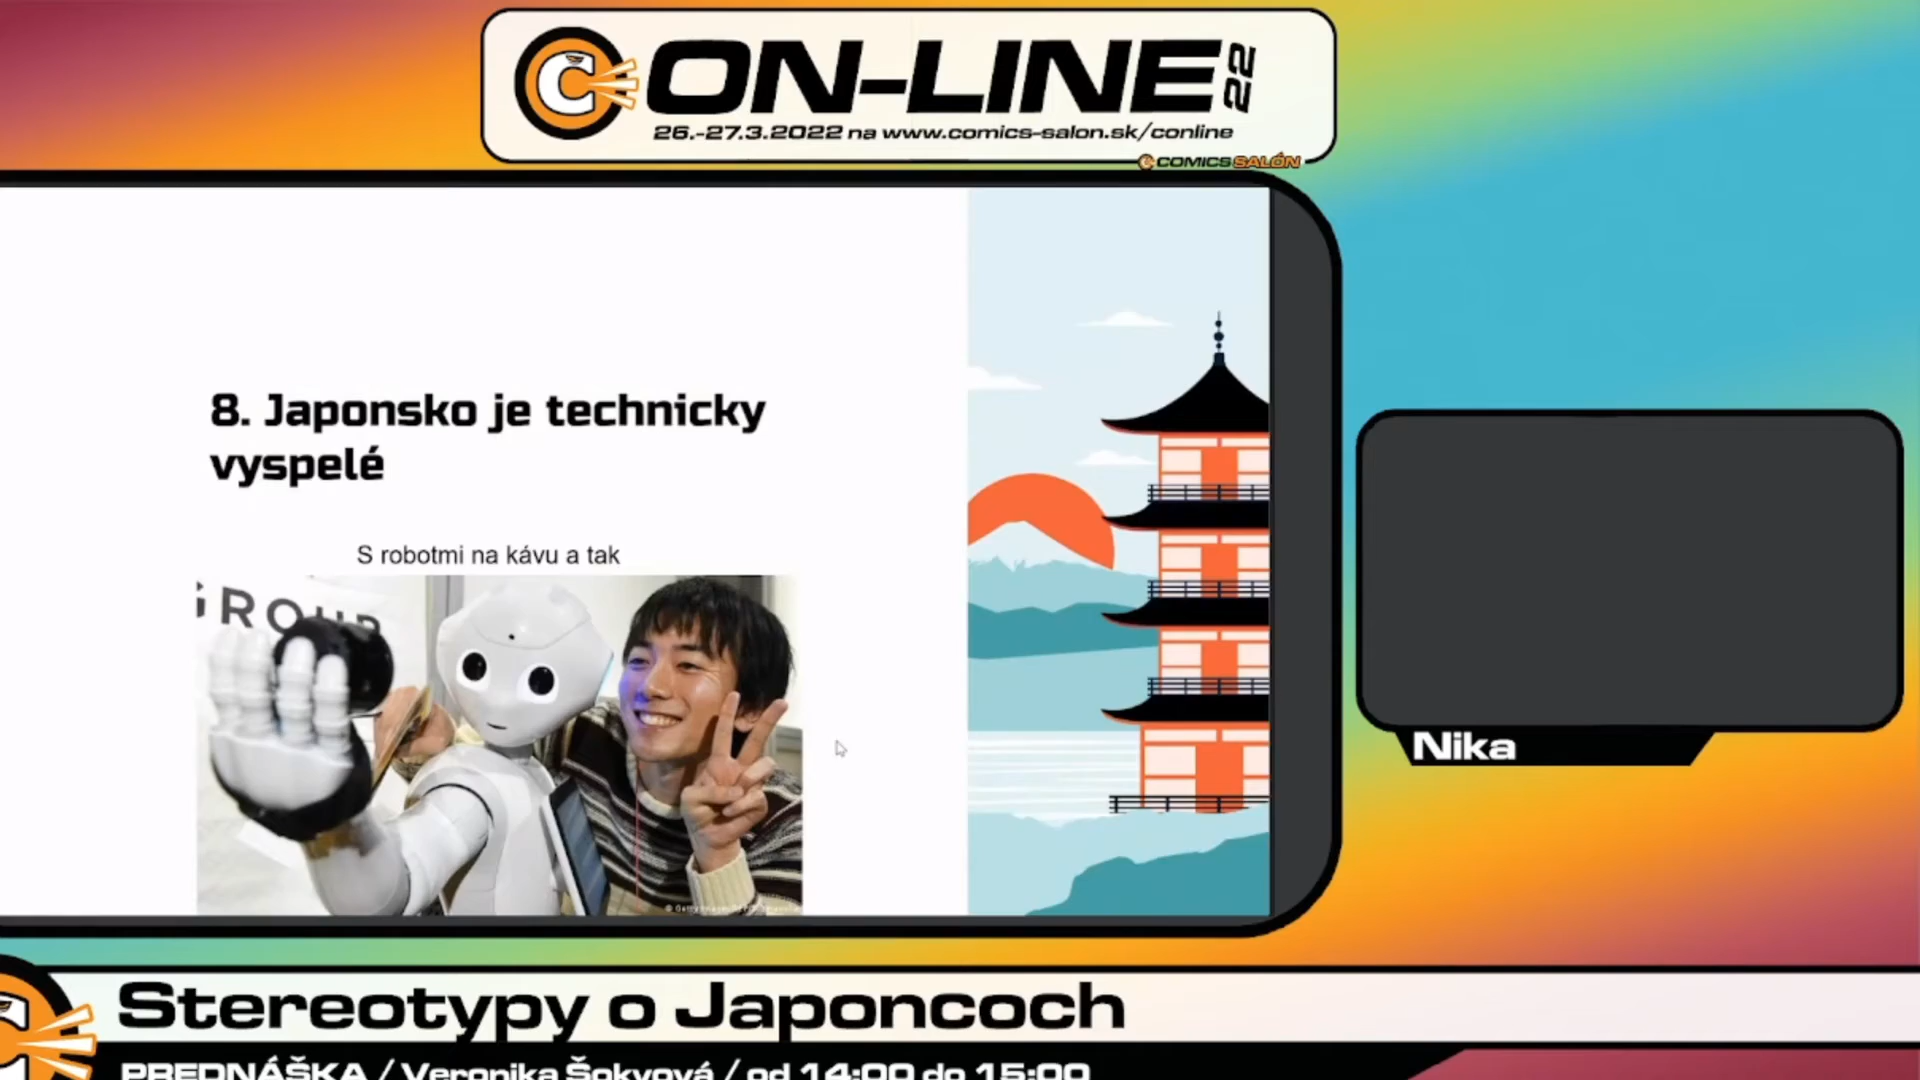 Č ON-LINE 22
26.-27.3.2022 na www.comics-salon.sk/conline
COMICS SALÓN
8. Japonsko je technicky
vyspelé
S robotmi na kávu a tak
GROUP
Nika
Stereotypy o Japoncoch
PREDNÁŠKA / Veronika Šokyová / od 14:00 do 15:00